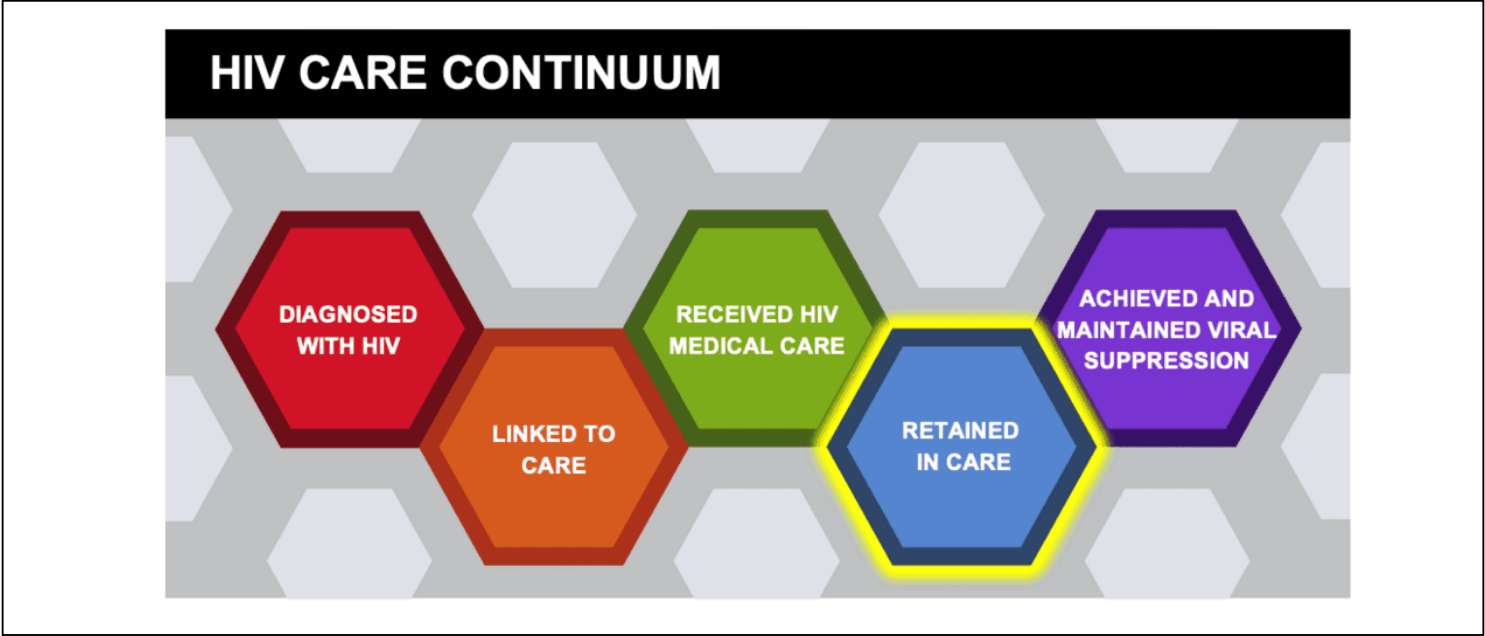 HIV CARE CONTINUUM
DIAGNOSED
WITH HIV
LINKED TO
CARE
RECEIVED HIV
MEDICAL CARE
RETAINED
IN CARE
ACHIEVED AND
MAINTAINED VIRAL
SUPPRESSION